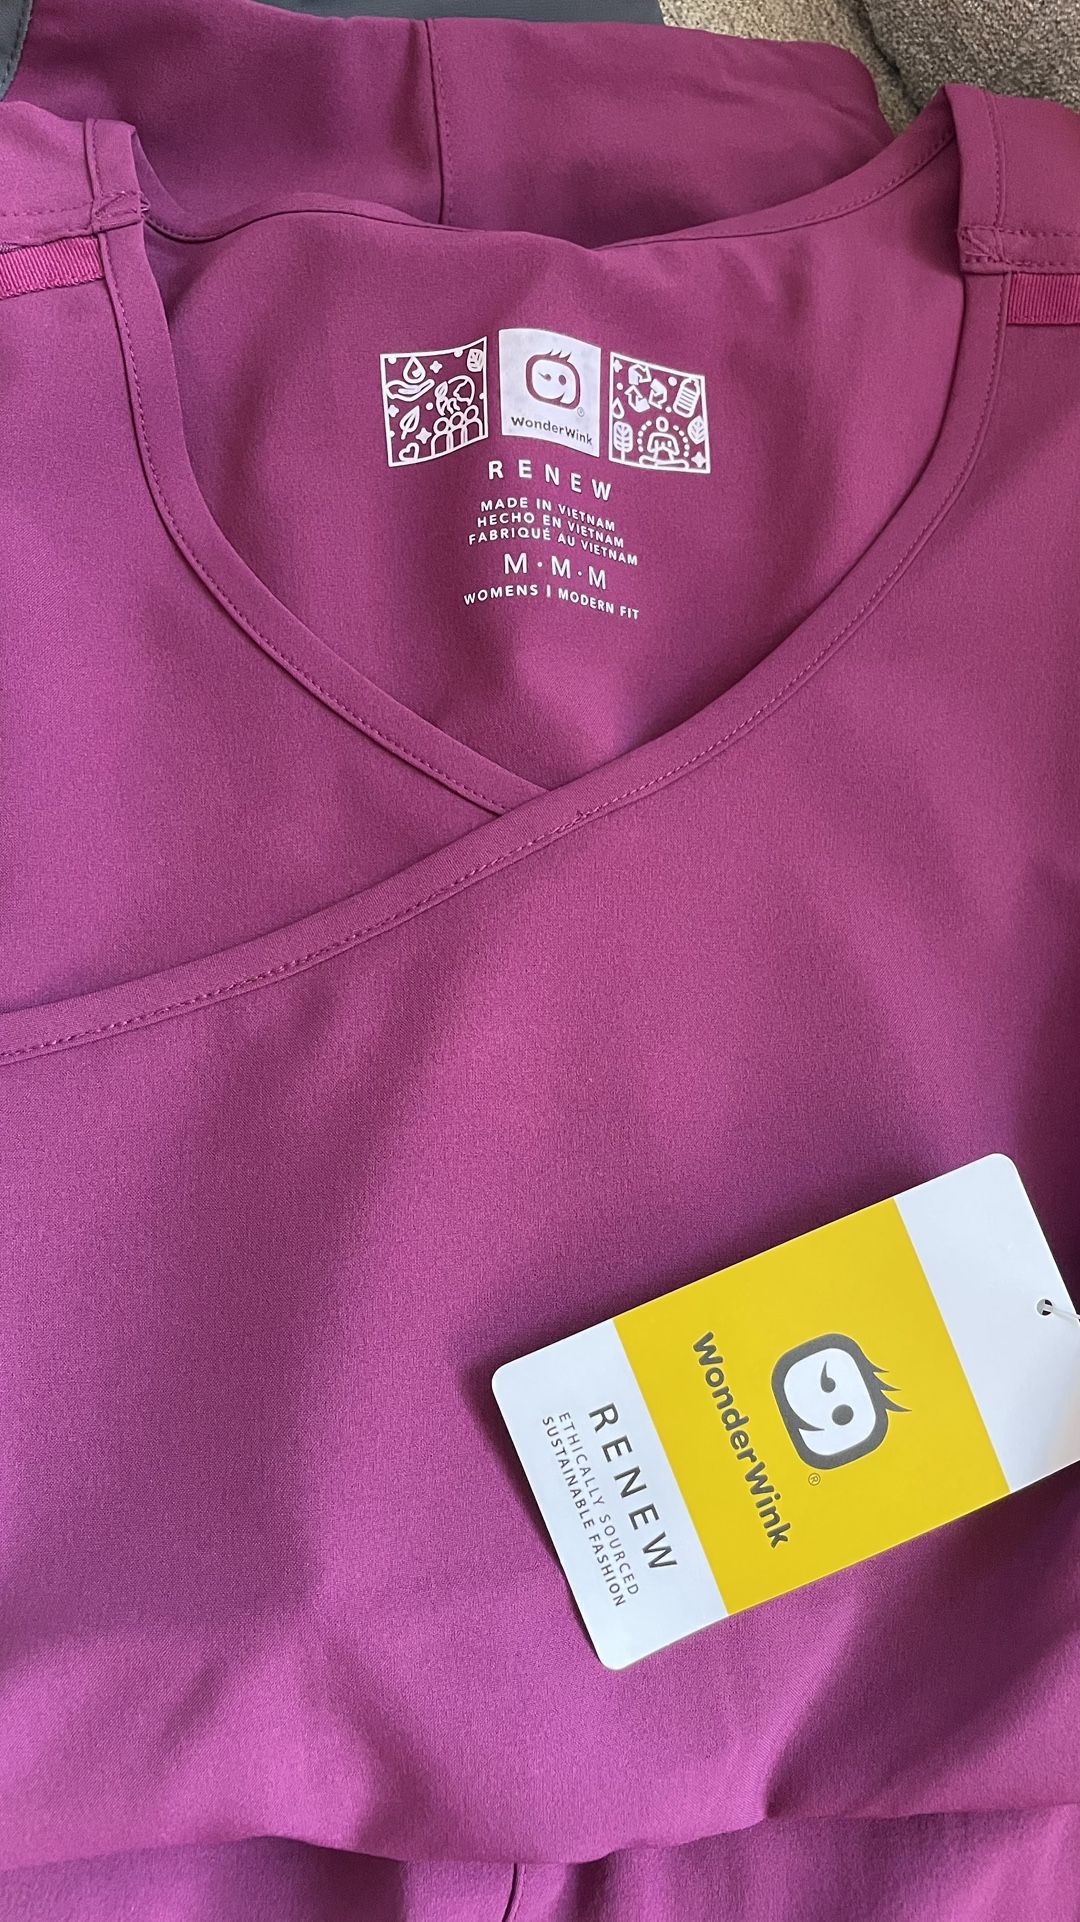 WonderWink
RENEW
MADE IN VIETNAM
HECHO EN VIETNAM
FABRIQUÉ AU VIETNAM
M · M · M
WOMENS | MODERN FIT
WonderWink
RENEW
ETHICALLY SOURCED
SUSTAINABLE FASHION